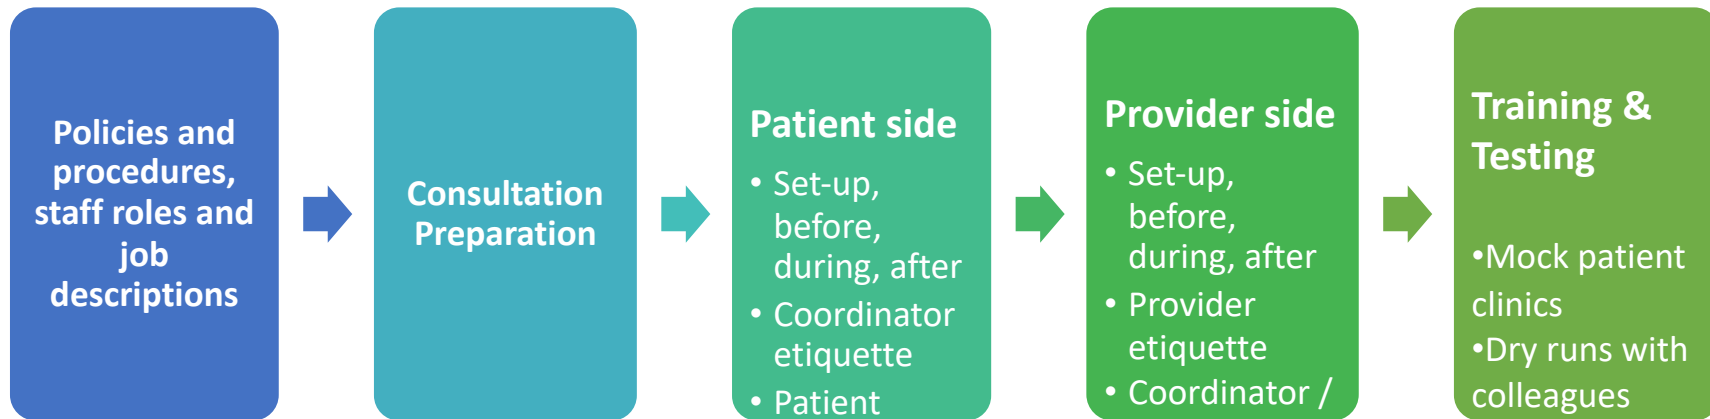 Policies and
procedures,
staff roles and
job
descriptions
Consultation
Preparation
Patient side
• Set-up,
before,
during, after
• Coordinator
etiquette
• Patient
Provider side
• Set-up,
before,
during, after
• Provider
etiquette
• Coordinator /
Training &
Testing
•Mock patient
clinics
•Dry runs with
colleagues